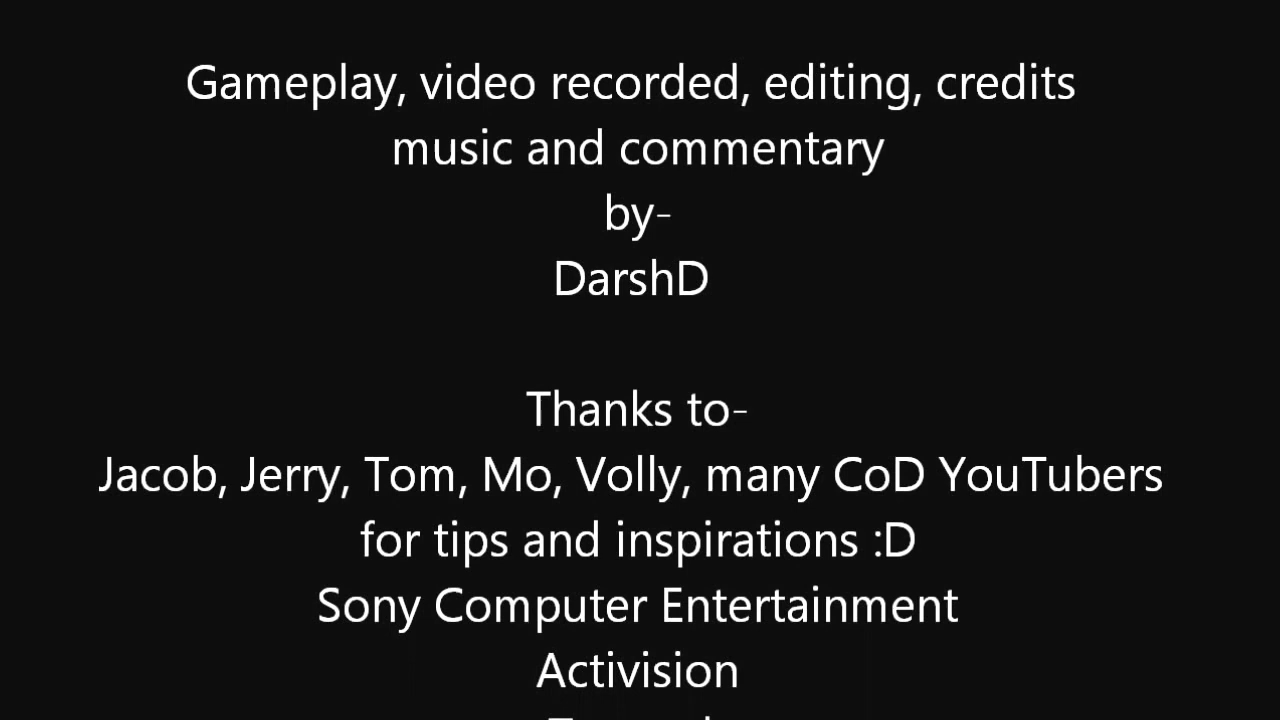 Gameplay, video recorded, editing, credits
music and commentary
by-
DarshD
Thanks to-
Jacob, Jerry, Tom, Mo, Volly, many CoD YouTubers
for tips and inspirations :D
Sony Computer Entertainment
Activision